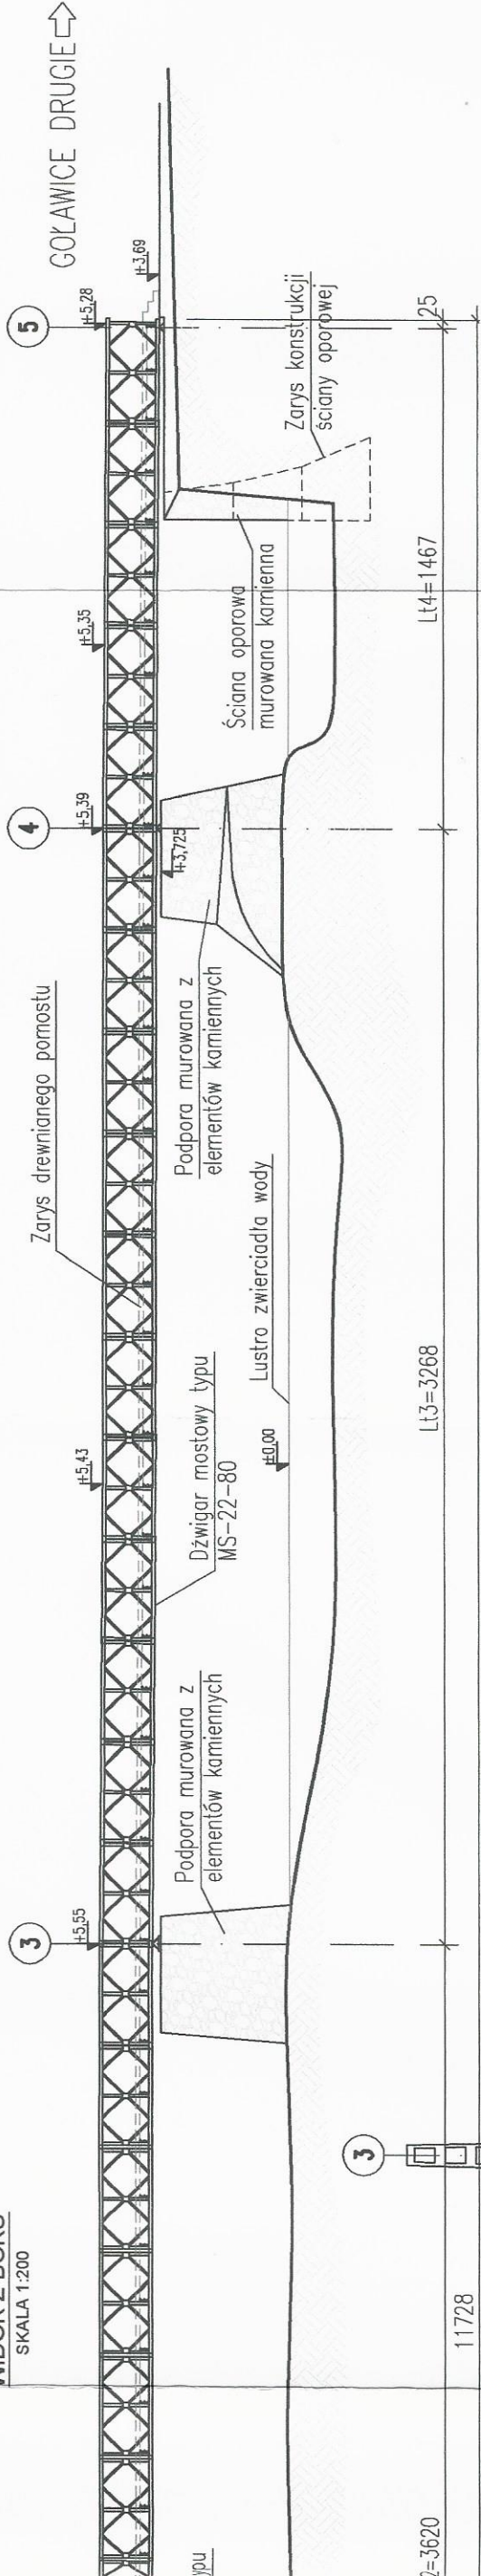 GOŁAWICE DRUGIE
5
+5,28
+3,69
Zarys konstrukcji
ściany oporowej
25
Ściana oporowa
murowana kamienna
Lt4=1467
+5,35
4
+5,39
+3,725
Podpora murowana z
elementów kamiennych
Zarys drewnianego pomostu
Lustro zwierciadła wody
±0,00
Lt3=3268
+5,43
Dźwigar mostowy typu
MS-22-80
Podpora murowana z
elementów kamiennych
3
+5,55
3
SKALA 1:200
11728
2=3620
typu